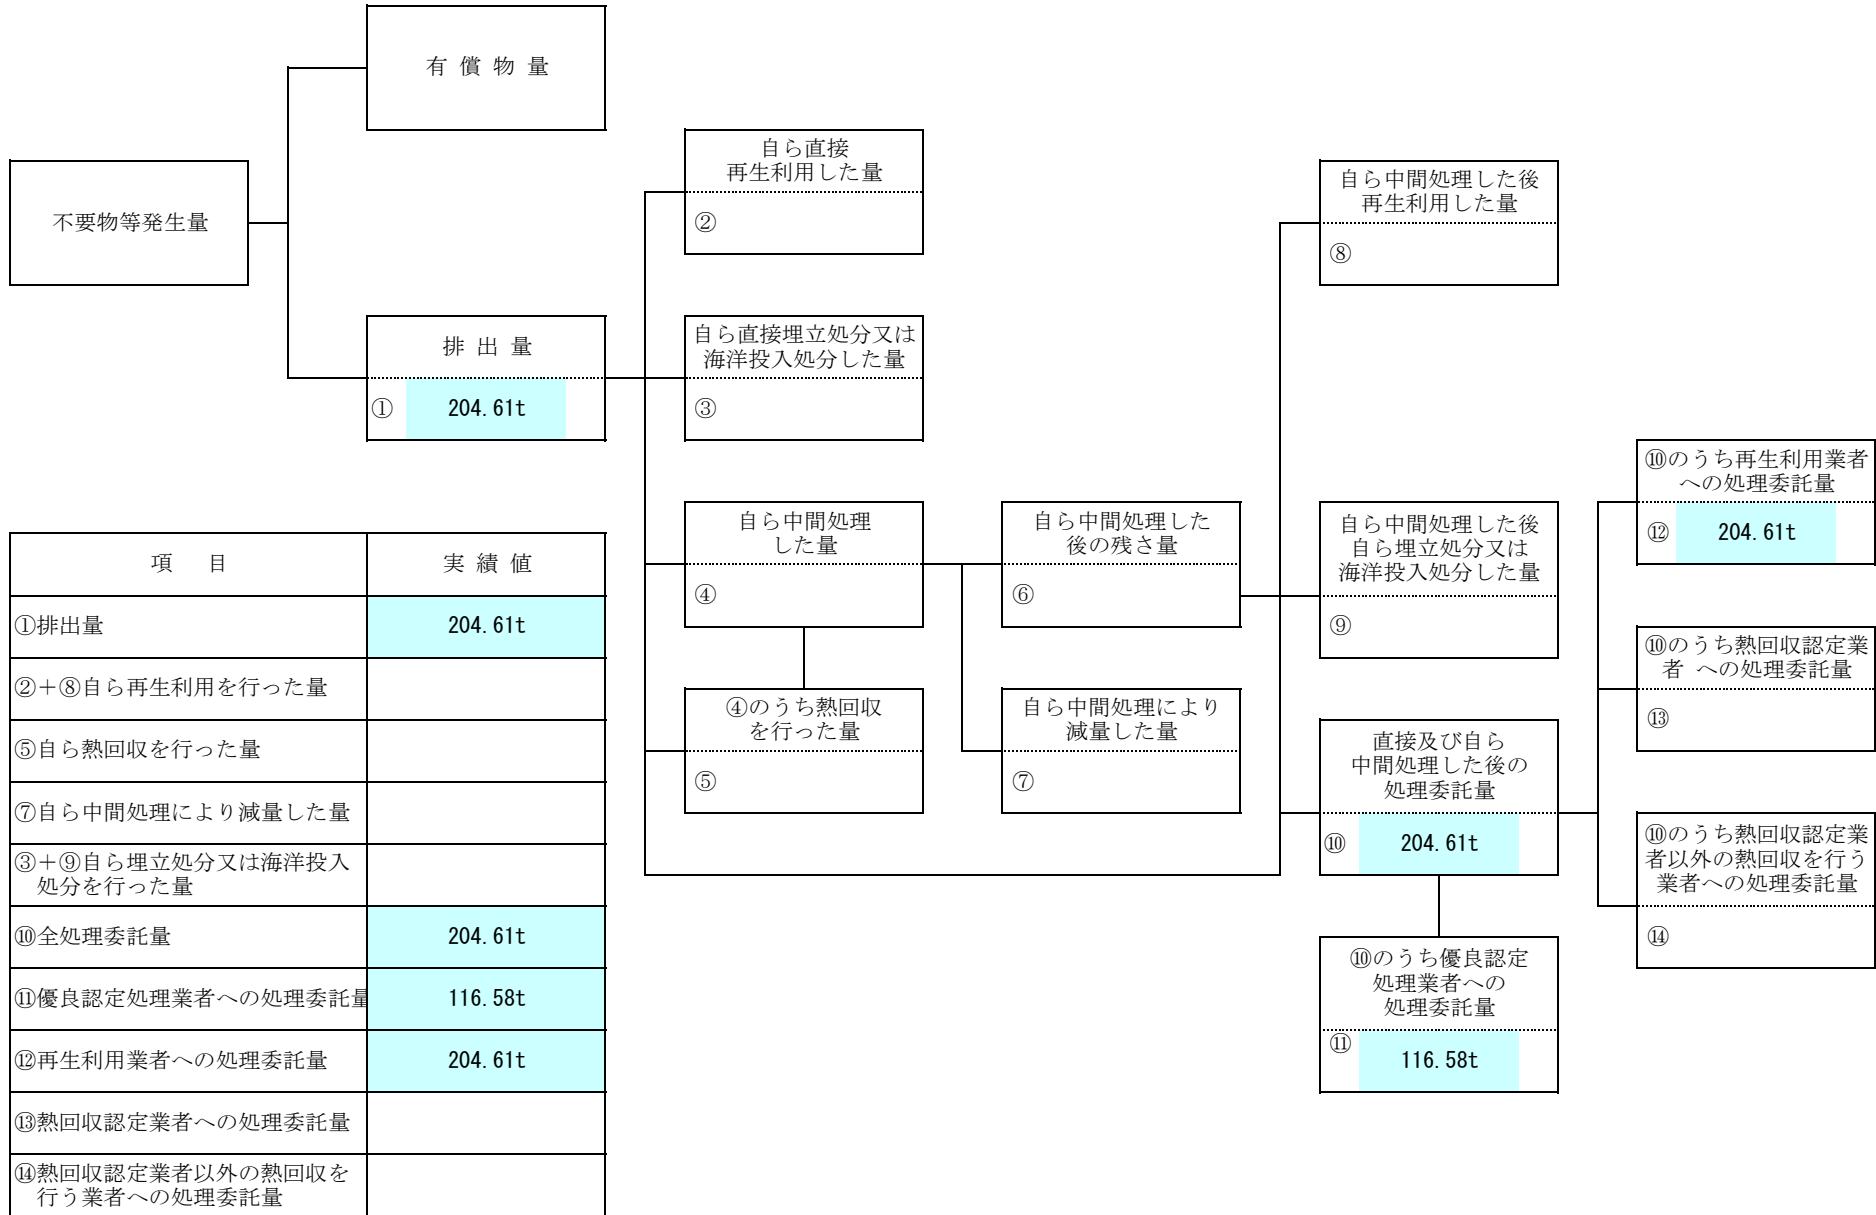 有 償 物 量
不要物等発生量
排 出 量
① 204.61t
自ら直接
再生利用した量
②
自ら直接埋立処分又は
海洋投入処分した量
③
自ら中間処理
した量
④
④のうち熱回収
を行った量
⑤
自ら中間処理した
後の残さ量
⑥
自ら中間処理により
減量した量
⑦
自ら中間処理した後
再生利用した量
⑧
自ら中間処理した後
自ら埋立処分又は
海洋投入処分した量
⑨
直接及び自ら
中間処理した後の
処理委託量
⑩ 204.61t
⑩のうち優良認定
処理業者への
処理委託量
⑪ 116.58t
⑩のうち再生利用業者
への処理委託量
⑫ 204.61t
⑩のうち熱回収認定業
者 への処理委託量
⑬
⑩のうち熱回収認定業
者以外の熱回収を行う
業者への処理委託量
⑭
項 目 実 績 値
①排出量 204.61t
②＋⑧自ら再生利用を行った量
⑤自ら熱回収を行った量
⑦自ら中間処理により減量した量
③＋⑨自ら埋立処分又は海洋投入
処分を行った量
⑩全処理委託量 204.61t
⑪優良認定処理業者への処理委託量 116.58t
⑫再生利用業者への処理委託量 204.61t
⑬熱回収認定業者への処理委託量
⑭熱回収認定業者以外の熱回収を
行う業者への処理委託量